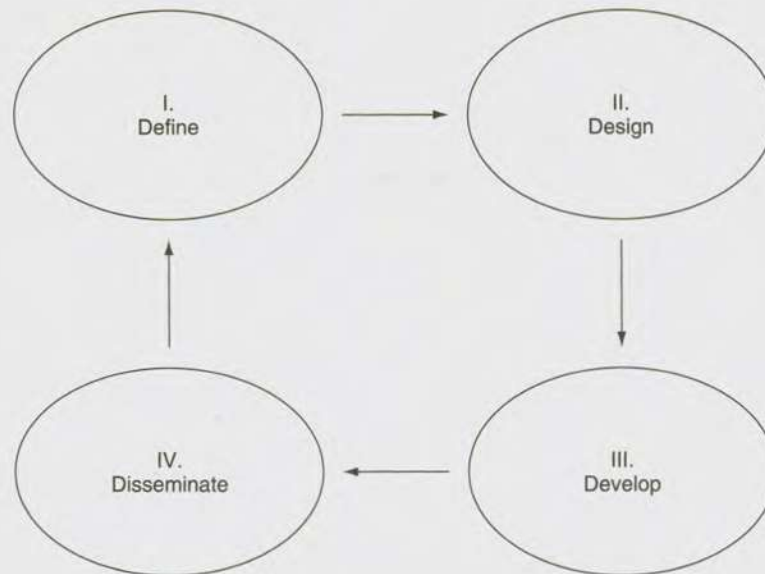 I.
Define
II.
Design
IV.
Disseminate
III.
Develop